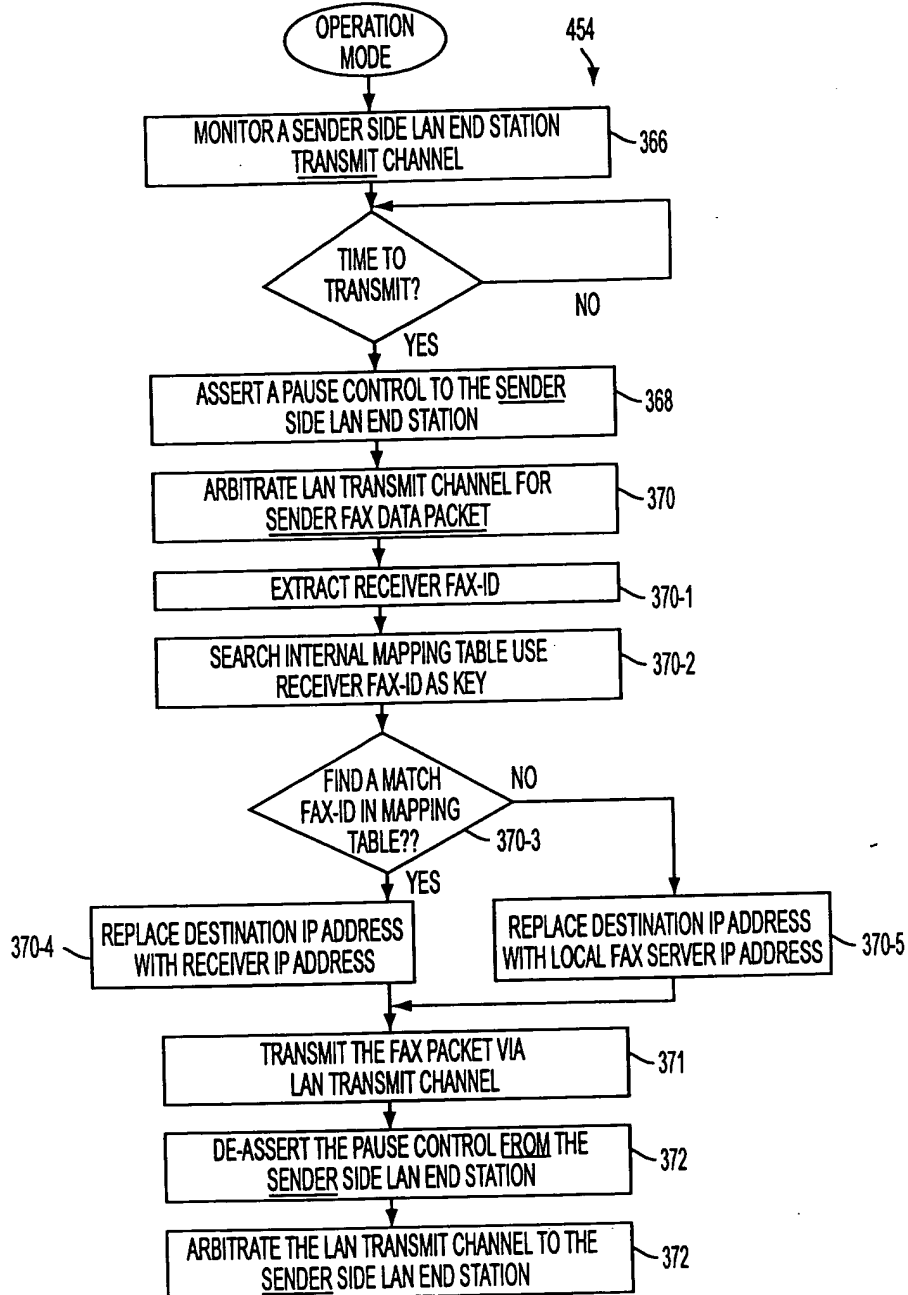 OPERATION
MODE
454
MONITOR A SENDER SIDE LAN END STATION
TRANSMIT CHANNEL
366
TIME TO
TRANSMIT?
NO
YES
ASSERT A PAUSE CONTROL TO THE SENDER
SIDE LAN END STATION
368
ARBITRATE LAN TRANSMIT CHANNEL FOR
SENDER FAX DATA PACKET
370
EXTRACT RECEIVER FAX-ID
370-1
SEARCH INTERNAL MAPPING TABLE USE
RECEIVER FAX-ID AS KEY
370-2
FIND A MATCH
FAX-ID IN MAPPING
TABLE??
370-3
NO
YES
370-4
REPLACE DESTINATION IP ADDRESS
WITH RECEIVER IP ADDRESS
REPLACE DESTINATION IP ADDRESS
WITH LOCAL FAX SERVER IP ADDRESS
370-5
TRANSMIT THE FAX PACKET VIA
LAN TRANSMIT CHANNEL
371
DE-ASSERT THE PAUSE CONTROL FROM THE
SENDER SIDE LAN END STATION
372
ARBITRATE THE LAN TRANSMIT CHANNEL TO THE
SENDER SIDE LAN END STATION
372